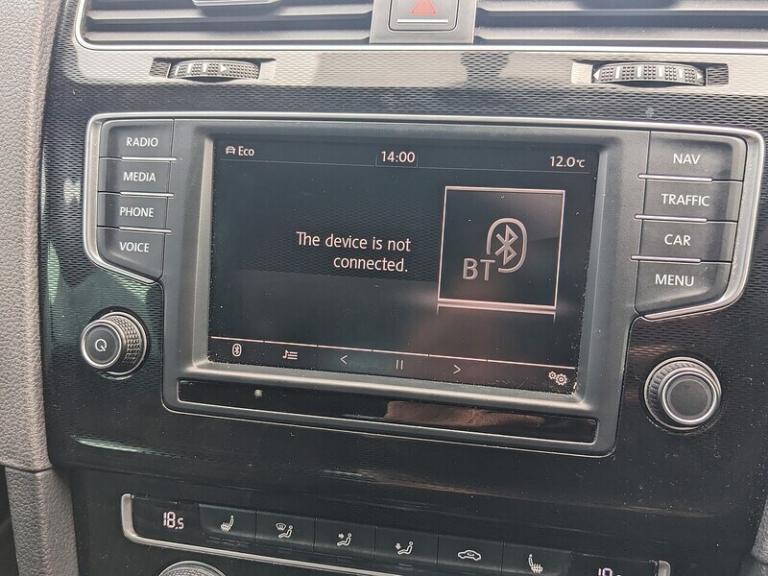 Eco 14:00 12.0°C
RADIO
MEDIA
PHONE
VOICE
The device is not
connected.
BT
NAV
TRAFFIC
CAR
MENU
18.5